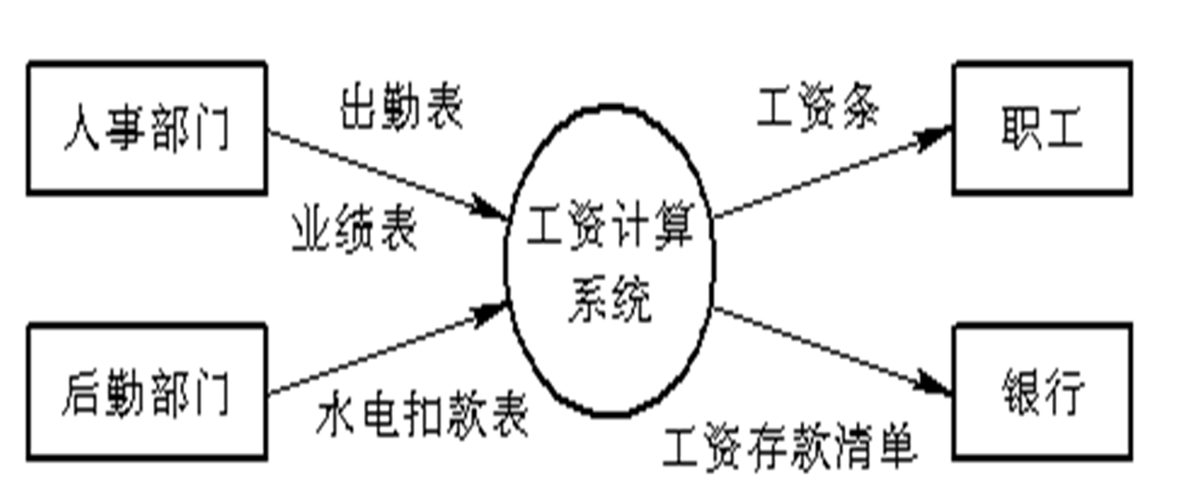 人事部门
出勤表
业绩表
后勤部门
水电扣款表
工资计算
系统
工资条
职工
工资存款清单
银行